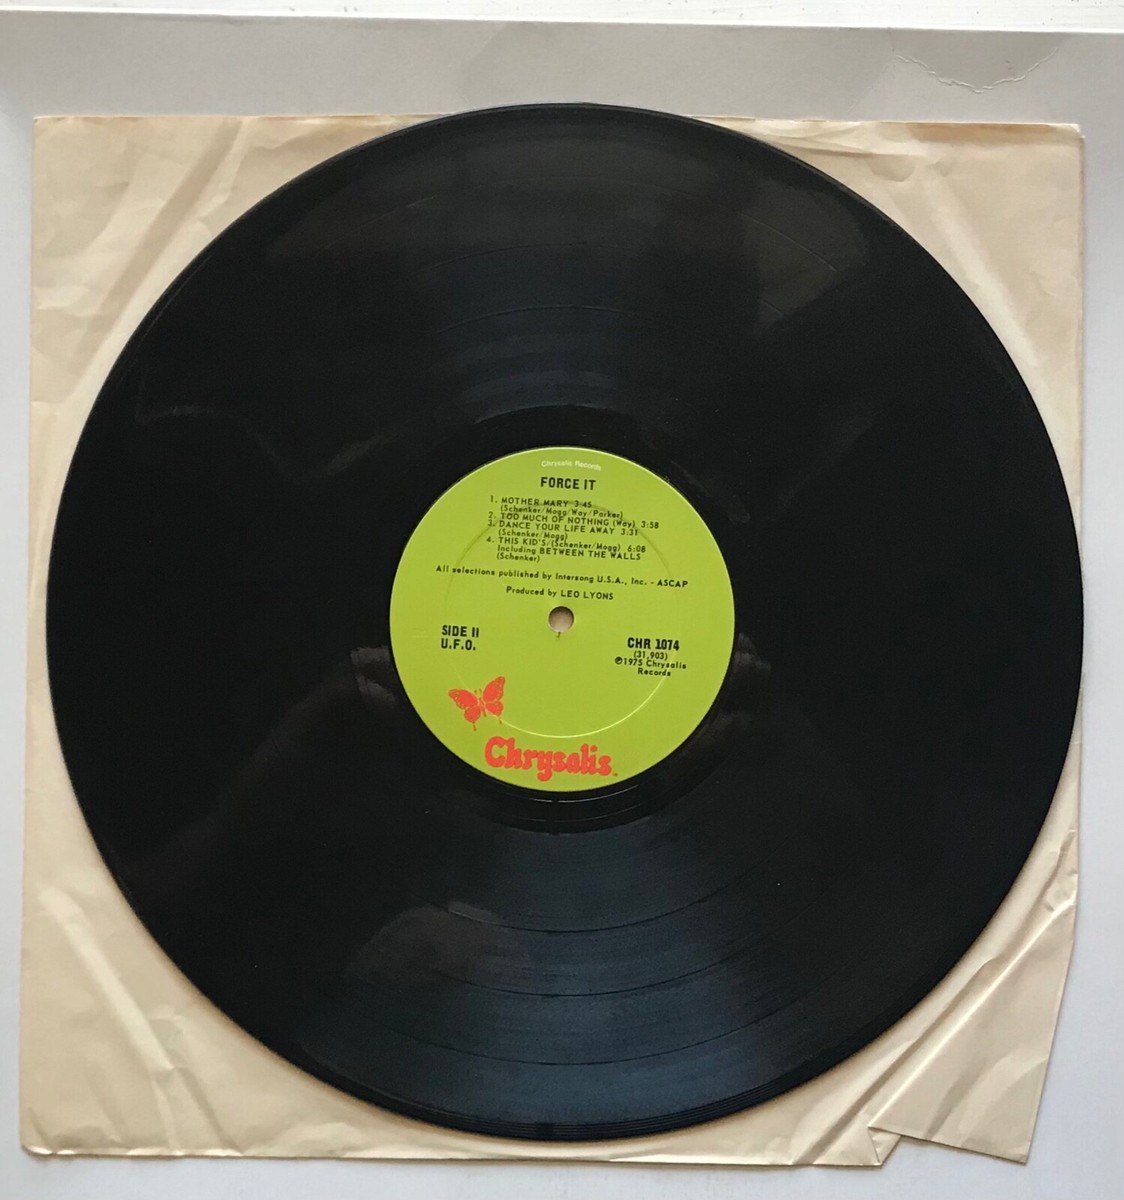 Chrysalis Records
FORCE IT
1. MOTHER MARY 3:45
(Schenker/Mogg/Way/Parker)
2. TOO MUCH OF NOTHING (Way) 3:58
3. DANCE YOUR LIFE AWAY 3:31
(Schenker/Mogg)
4. THIS KID'S/(Schenker/Mogg) 6:08
Including BETWEEN THE WALLS
(Schenker)
All selections published by Intersong U.S.A., Inc. - ASCAP
Produced by LEO LYONS
SIDE II
U.F.O.
CHR 1074
(31,903)
℗1975 Chrysalis
Records
Chrysalis™